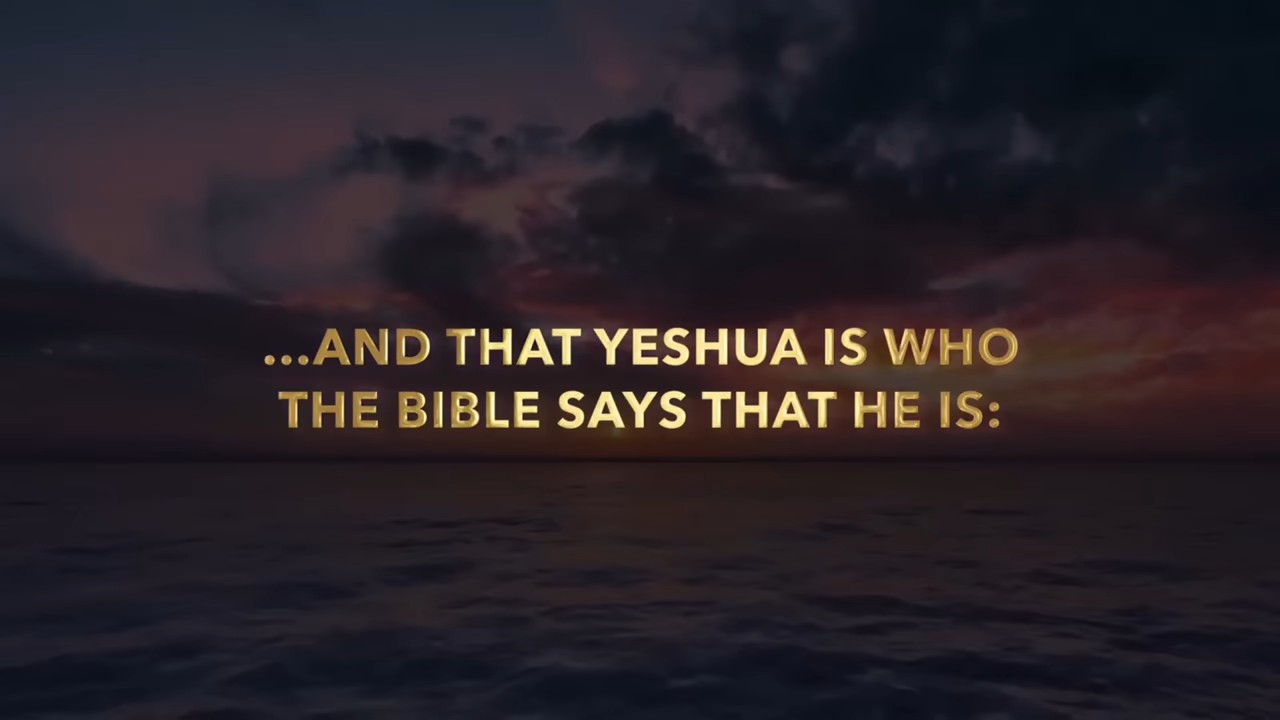 ...AND THAT YESHUA IS WHO
THE BIBLE SAYS THAT HE IS: